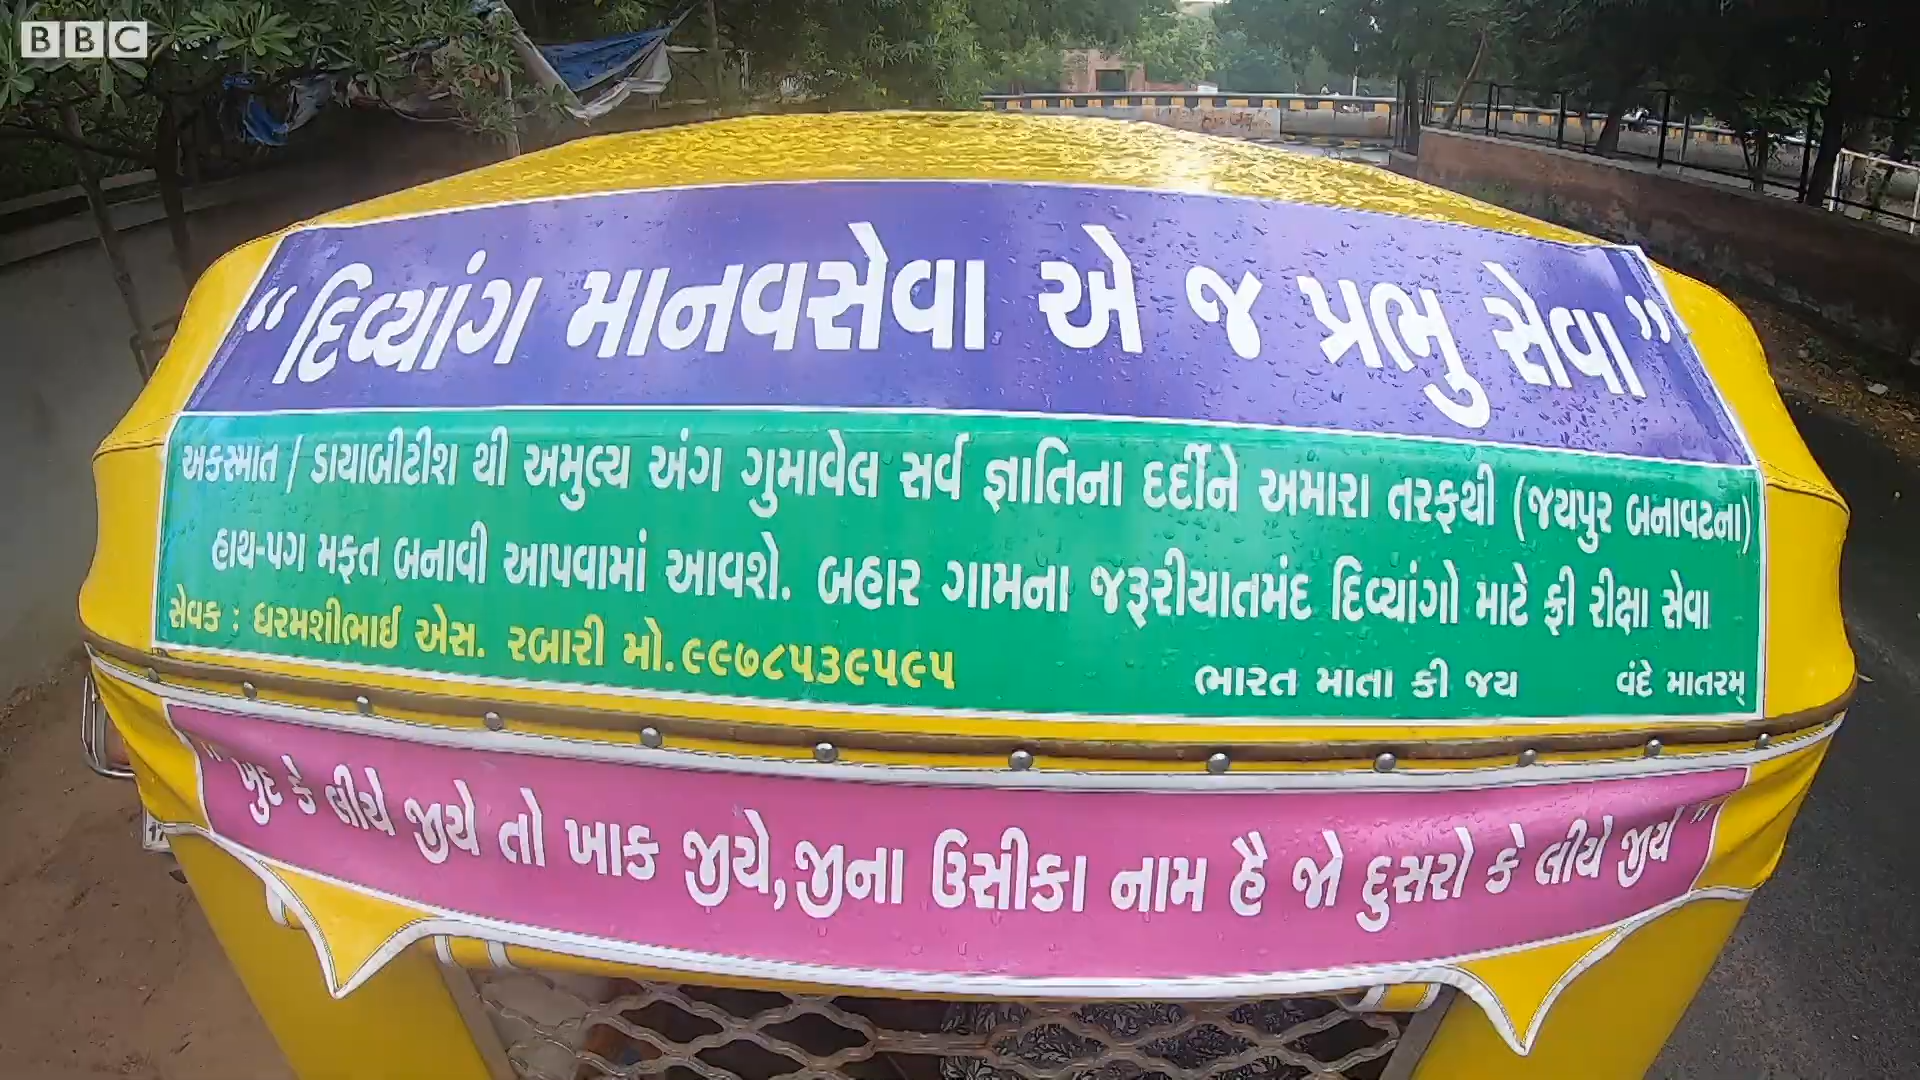 BBC
“દિવ્યાંગ માનવસેવા એ જ પ્રભુ સેવા”
અકસ્માત / ડાયાબીટીશ થી અમુલ્ય અંગ ગુમાવેલ સર્વ જ્ઞાતિના દર્દીને અમારા તરફથી (જયપુર બનાવટના)
હાથ-પગ મફત બનાવી આપવામાં આવશે. બહાર ગામના જરૂરીયાતમંદ દિવ્યાંગો માટે ફ્રી રીક્ષા સેવા
સેવક : ધરમશીભાઈ એસ. રબારી મો.૯૯૭૮૫૩૯૫૯૫
ભારત માતા કી જય વંદે માતરમ્
"ખુદ કે લીયે જીયે તો ખાક જીયે,જીના ઉસીકા નામ હૈ જો દુસરો કે લીયે જીયે"
17